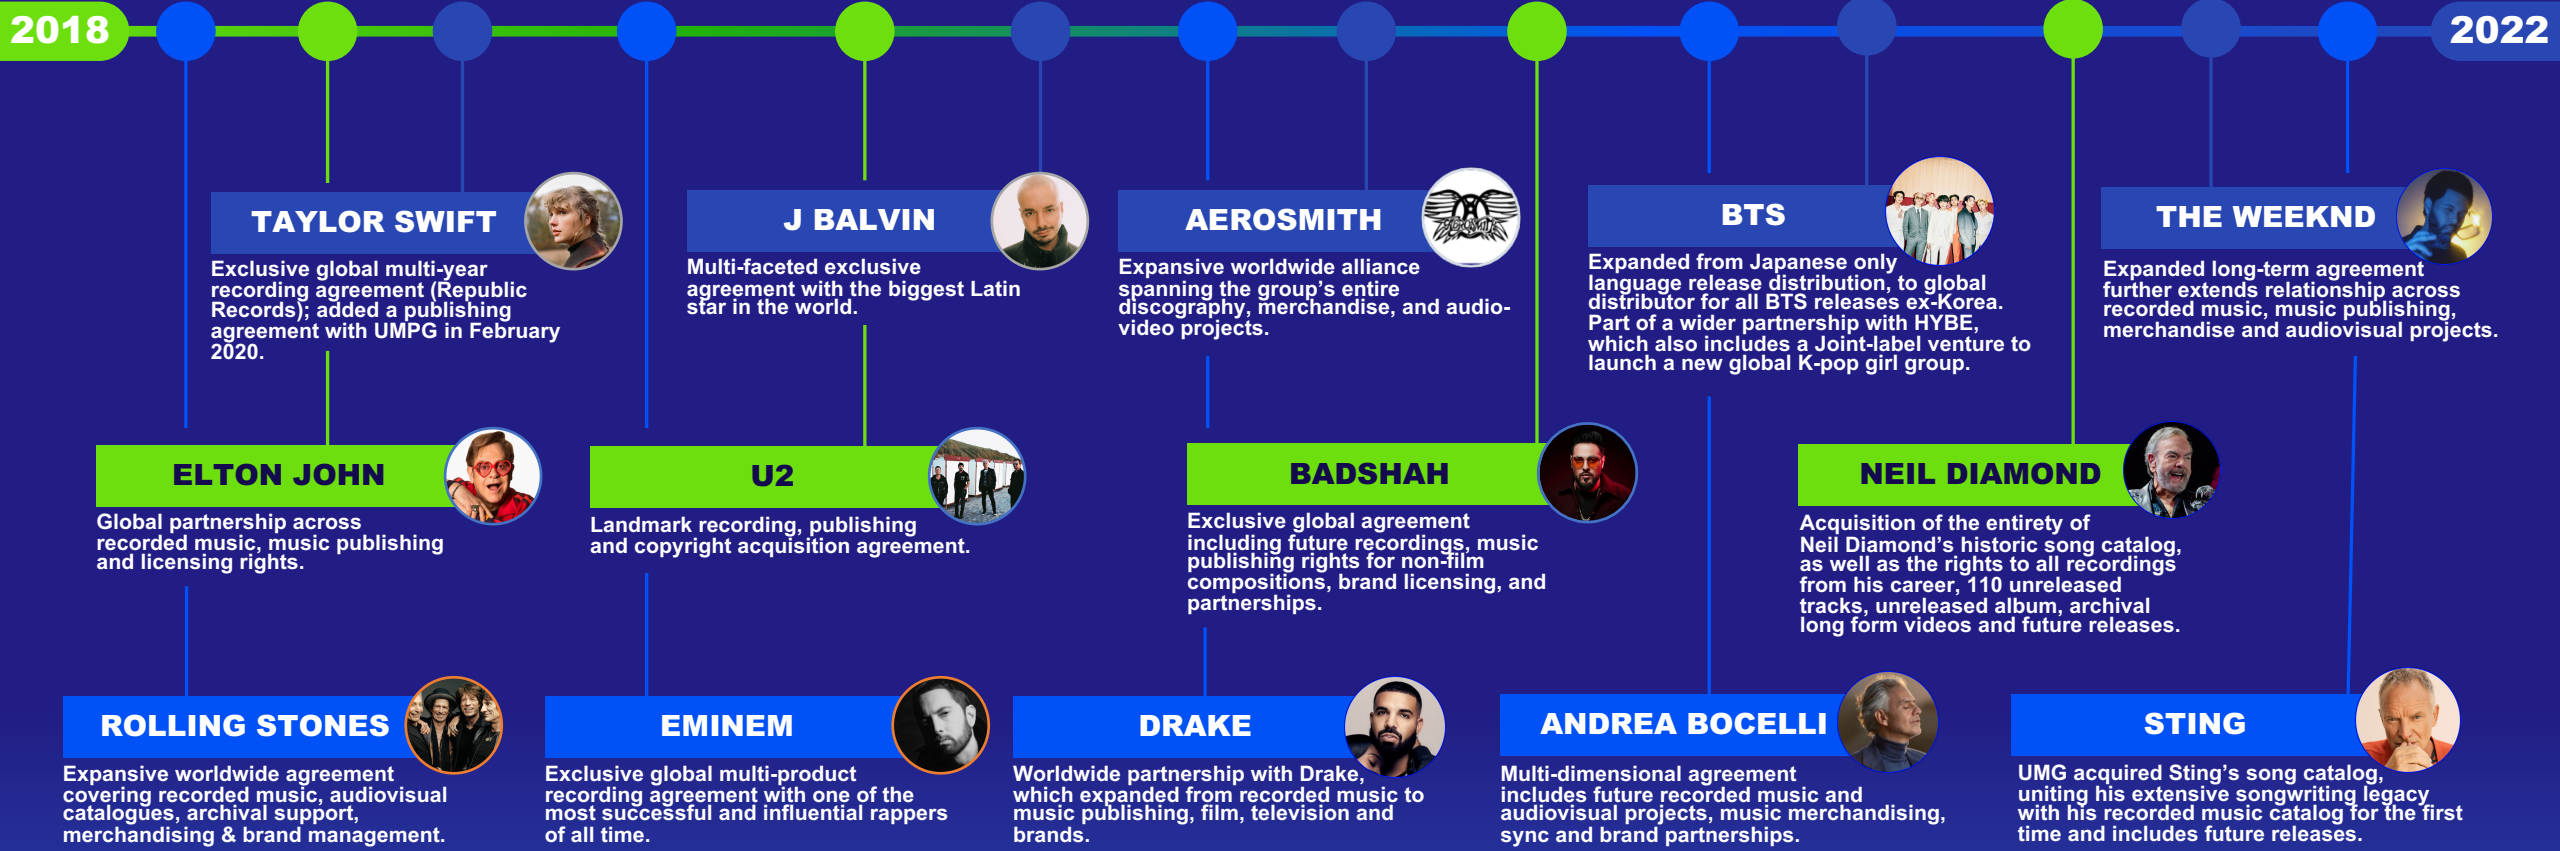 2018
2022
TAYLOR SWIFT
Exclusive global multi-year
recording agreement (Republic
Records); added a publishing
agreement with UMPG in February
2020.
J BALVIN
Multi-faceted exclusive
agreement with the biggest Latin
star in the world.
AEROSMITH
AEROSMITH
Expansive worldwide alliance
spanning the group’s entire
discography, merchandise, and audio-
video projects.
BTS
Expanded from Japanese only
language release distribution, to global
distributor for all BTS releases ex-Korea.
Part of a wider partnership with HYBE,
which also includes a Joint-label venture to
launch a new global K-pop girl group.
THE WEEKND
Expanded long-term agreement
further extends relationship across
recorded music, music publishing,
merchandise and audiovisual projects.
ELTON JOHN
Global partnership across
recorded music, music publishing
and licensing rights.
U2
Landmark recording, publishing
and copyright acquisition agreement.
BADSHAH
Exclusive global agreement
including future recordings, music
publishing rights for non-film
compositions, brand licensing, and
partnerships.
NEIL DIAMOND
Acquisition of the entirety of
Neil Diamond’s historic song catalog,
as well as the rights to all recordings
from his career, 110 unreleased
tracks, unreleased album, archival
long form videos and future releases.
ROLLING STONES
Expansive worldwide agreement
covering recorded music, audiovisual
catalogues, archival support,
merchandising & brand management.
EMINEM
Exclusive global multi-product
recording agreement with one of the
most successful and influential rappers
of all time.
DRAKE
Worldwide partnership with Drake,
which expanded from recorded music to
music publishing, film, television and
brands.
ANDREA BOCELLI
Multi-dimensional agreement
includes future recorded music and
audiovisual projects, music merchandising,
sync and brand partnerships.
STING
UMG acquired Sting’s song catalog,
uniting his extensive songwriting legacy
with his recorded music catalog for the first
time and includes future releases.